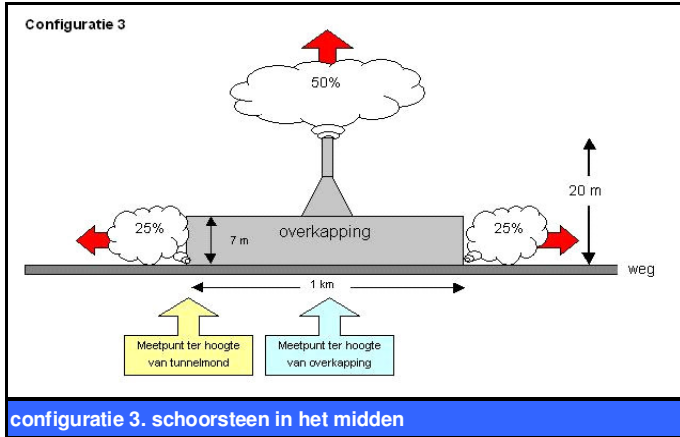 Configuratie 3
50%
25%
overkapping
7 m
25%
20 m
weg
1 km
Meetpunt ter hoogte
van tunnelmond
Meetpunt ter hoogte
van overkapping
configuratie 3. schoorsteen in het midden